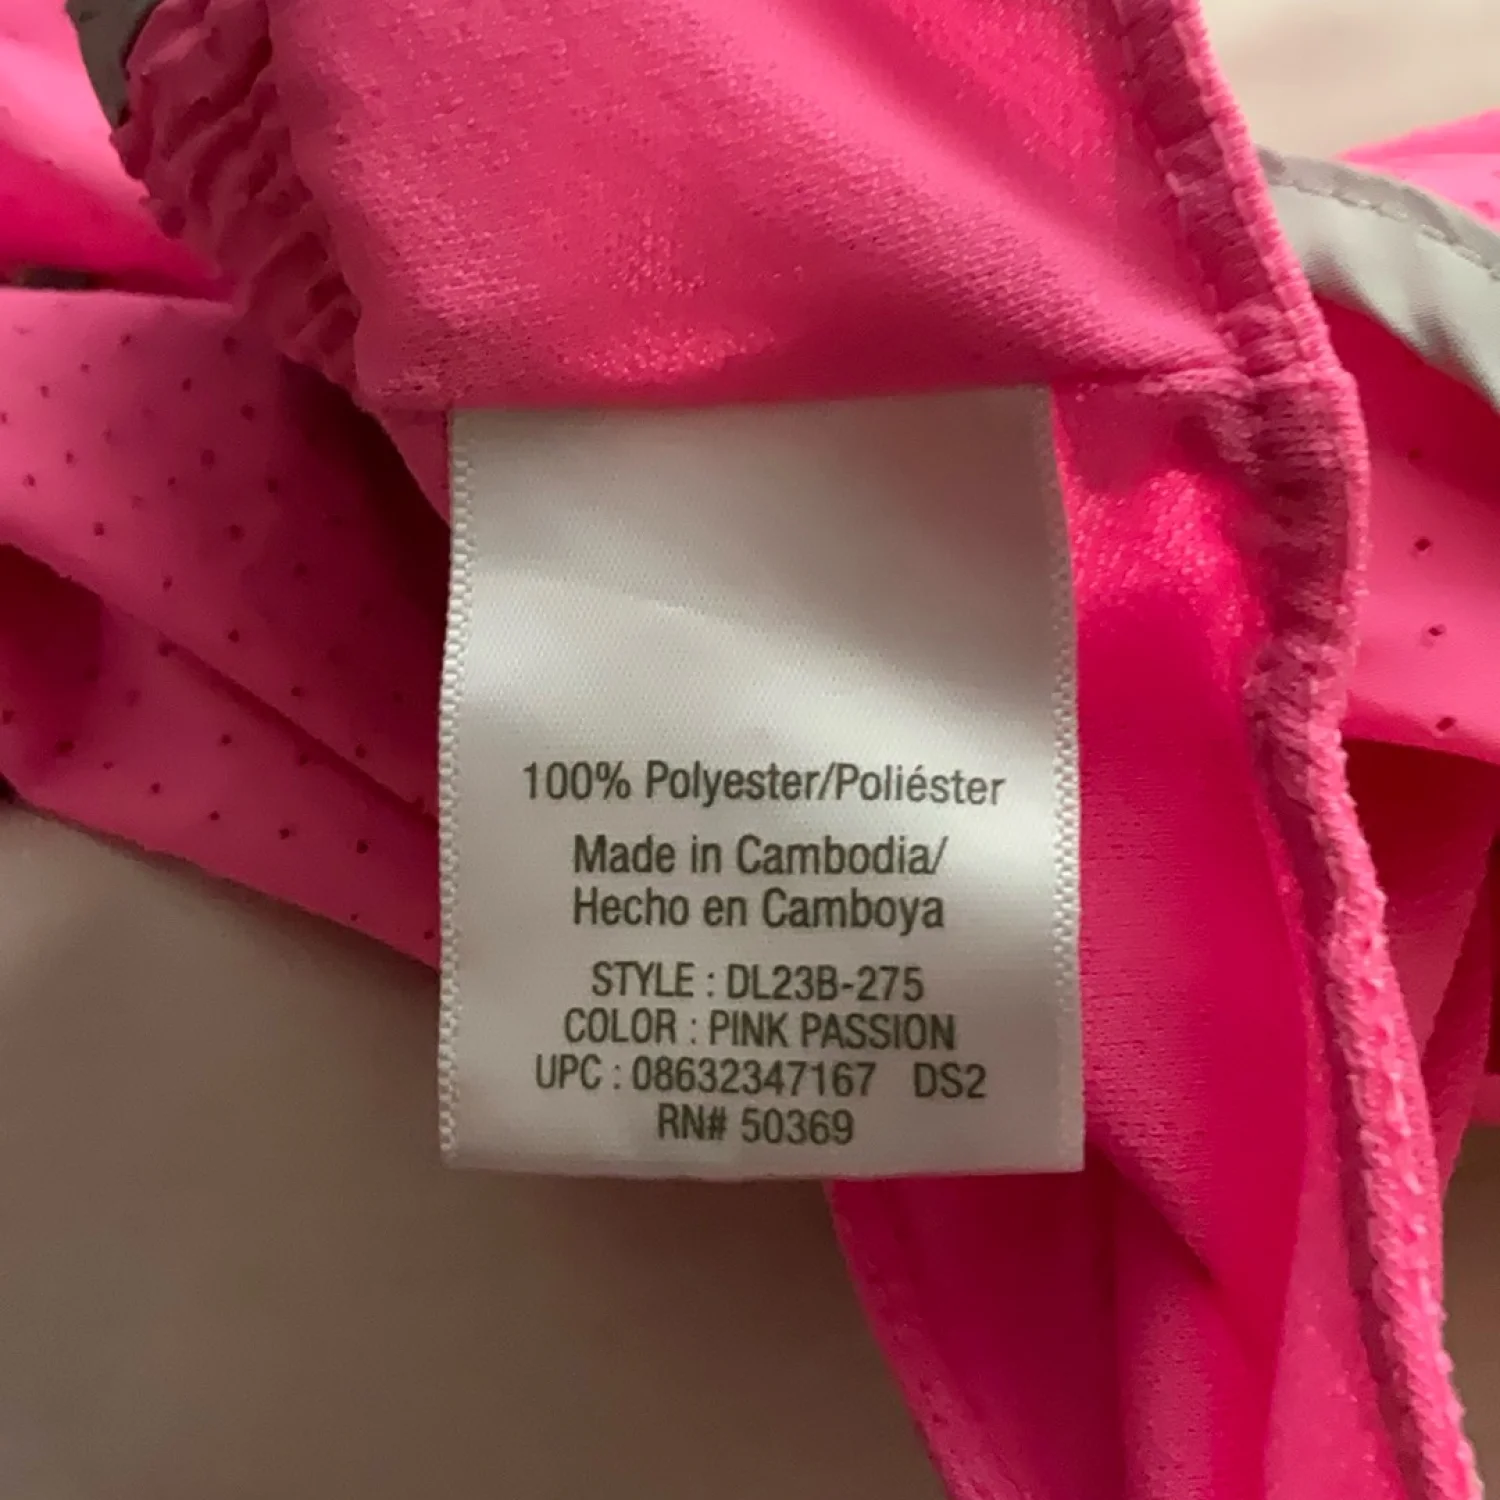 100% Polyester/Poliéster
Made in Cambodia/
Hecho en Camboya
STYLE : DL23B-275
COLOR : PINK PASSION
UPC : 08632347167 DS2
RN# 50369